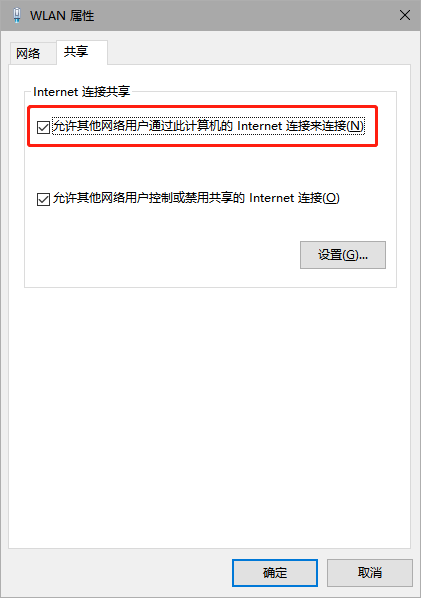 WLAN 属性
网络
共享
Internet 连接共享
允许其他网络用户通过此计算机的 Internet 连接来连接(N)
允许其他网络用户控制或禁用共享的 Internet 连接(O)
设置(G)...
确定
取消